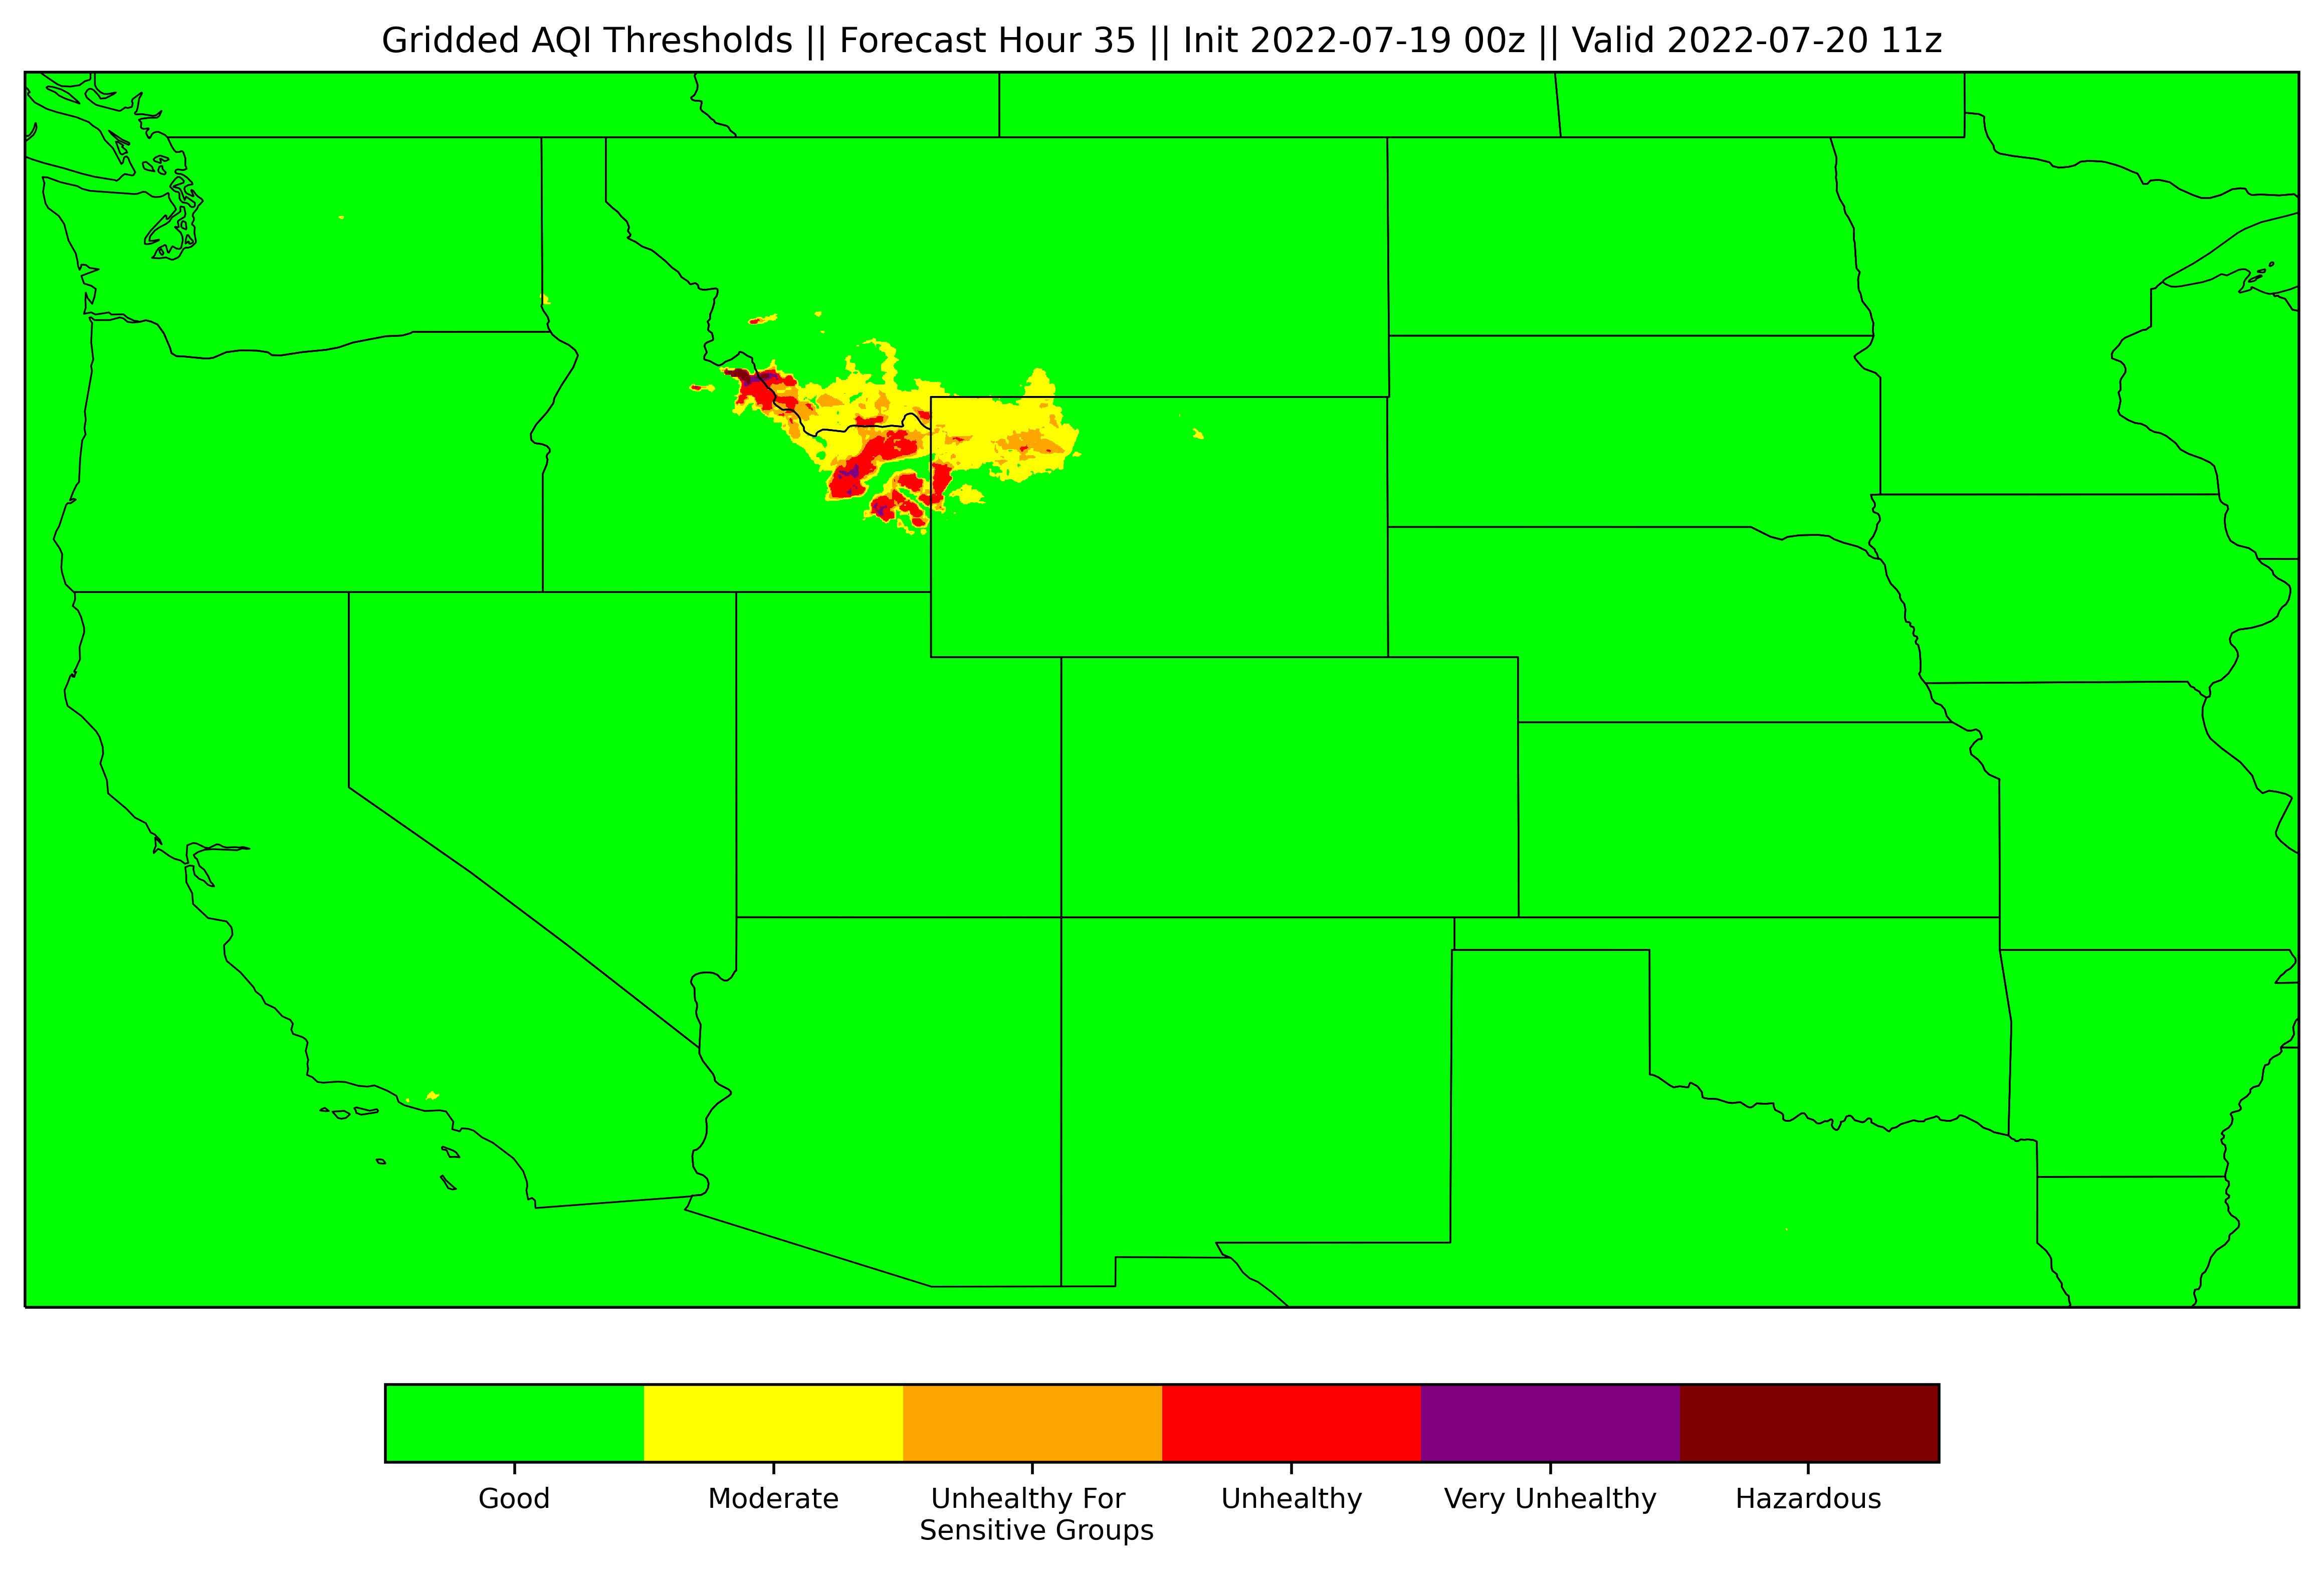 Gridded AQI Thresholds || Forecast Hour 35 || Init 2022-07-19 00z || Valid 2022-07-20 11z
Good
Moderate
Unhealthy For
Sensitive Groups
Unhealthy
Very Unhealthy
Hazardous